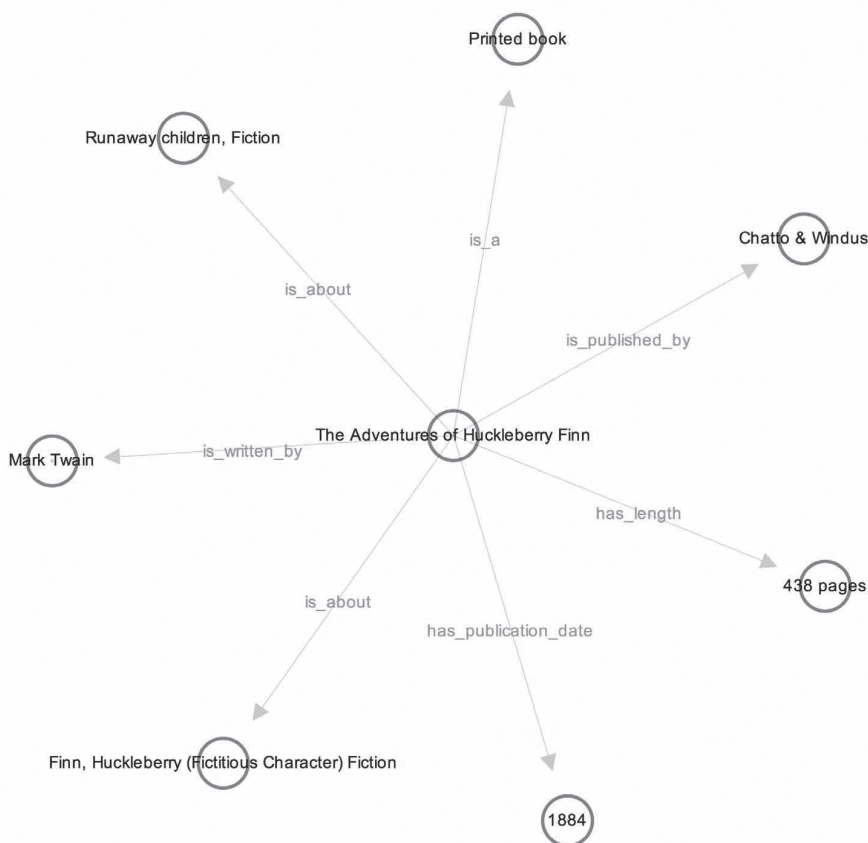 Printed book
Runaway children, Fiction
Chatto & Windus
is_a
is_about
is_published_by
The Adventures of Huckleberry Finn
is_written_by
Mark Twain
has_length
438 pages
is_about
has_publication_date
Finn, Huckleberry (Fictitious Character) Fiction
1884